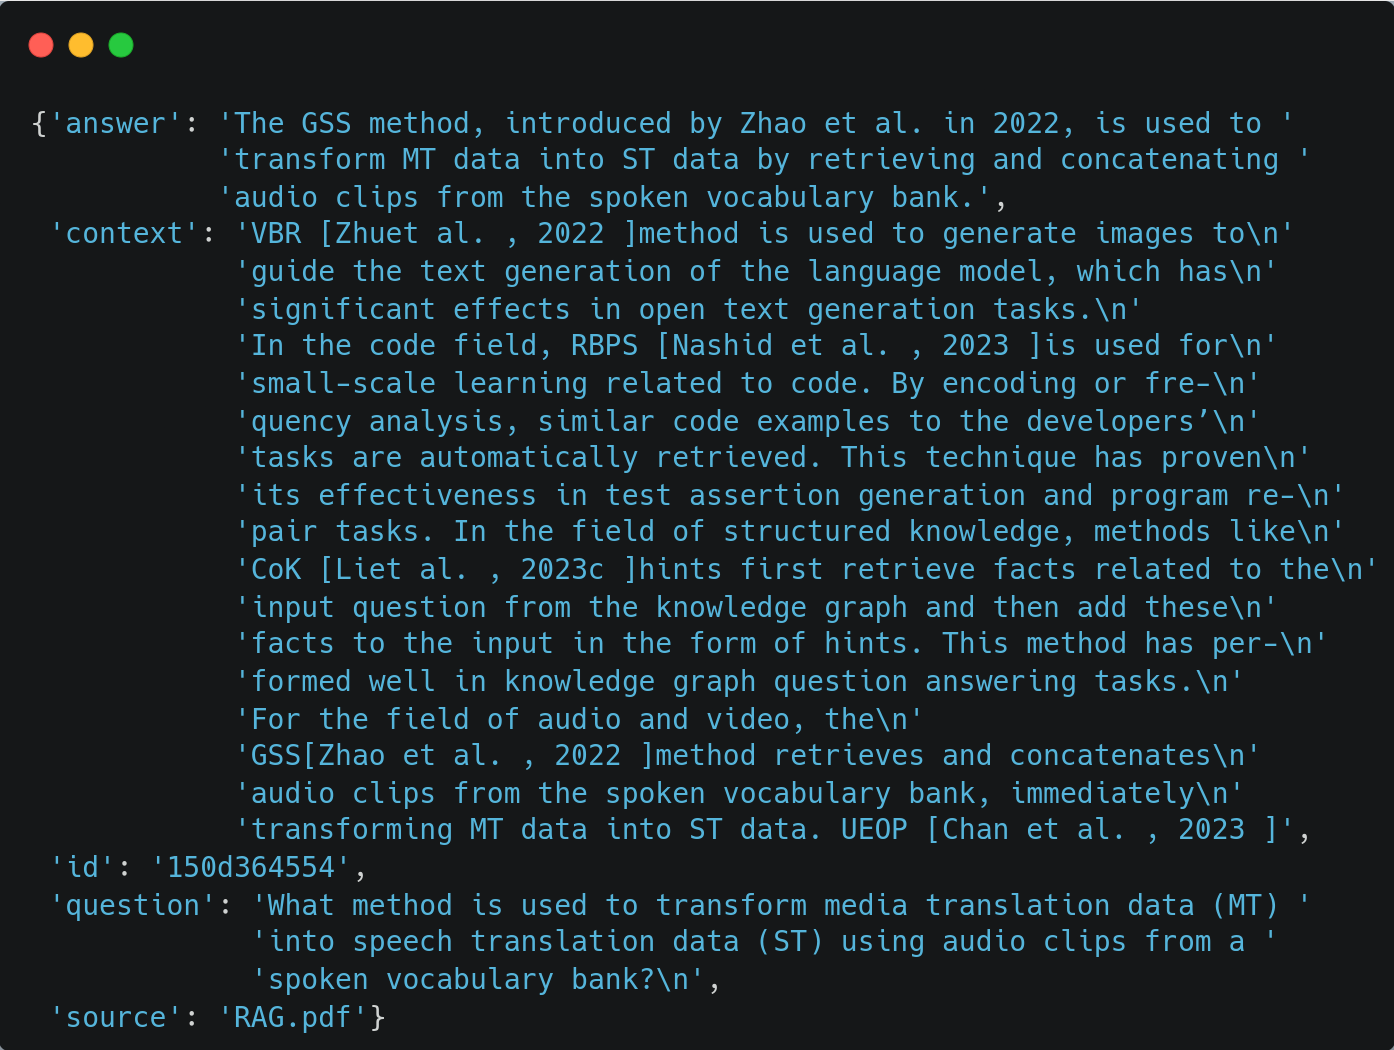 {'answer': 'The GSS method, introduced by Zhao et al. in 2022, is used to '
'transform MT data into ST data by retrieving and concatenating '
'audio clips from the spoken vocabulary bank.',
'context': 'VBR [Zhuet al. , 2022 ]method is used to generate images to\n'
'guide the text generation of the language model, which has\n'
'significant effects in open text generation tasks.\n'
'In the code field, RBPS [Nashid et al. , 2023 ]is used for\n'
'small-scale learning related to code. By encoding or fre-\n'
'quency analysis, similar code examples to the developers’\n'
'tasks are automatically retrieved. This technique has proven\n'
'its effectiveness in test assertion generation and program re-\n'
'pair tasks. In the field of structured knowledge, methods like\n'
'CoK [Liet al. , 2023c ]hints first retrieve facts related to the\n'
'input question from the knowledge graph and then add these\n'
'facts to the input in the form of hints. This method has per-\n'
'formed well in knowledge graph question answering tasks.\n'
'For the field of audio and video, the\n'
'GSS[Zhao et al. , 2022 ]method retrieves and concatenates\n'
'audio clips from the spoken vocabulary bank, immediately\n'
'transforming MT data into ST data. UEOP [Chan et al. , 2023 ]',
'id': '150d364554',
'question': 'What method is used to transform media translation data (MT) '
'into speech translation data (ST) using audio clips from a '
'spoken vocabulary bank?\n',
'source': 'RAG.pdf'}